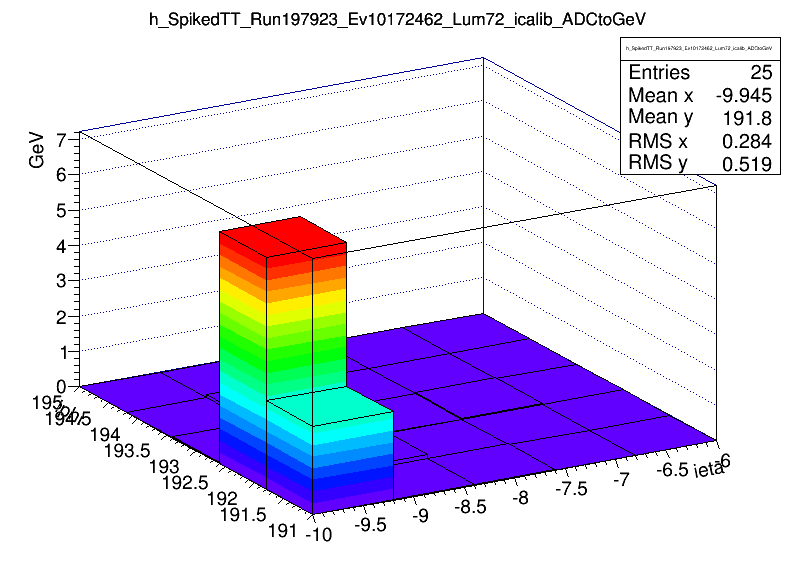 h_SpikedTT_Run197923_Ev10172462_Lum72_icalib_ADCtoGeV
h_SpikedTT_Run197923_Ev10172462_Lum72_icalib_ADCtoGeV
Entries 25
Mean x -9.945
Mean y 191.8
RMS x 0.284
RMS y 0.519
GeV
7
6
5
4
3
2
1
0
195
194.5
194
193.5
193
192.5
192
191.5
191
-10
-9.5
-9
-8.5
-8
-7.5
-7
-6.5
-6
ieta